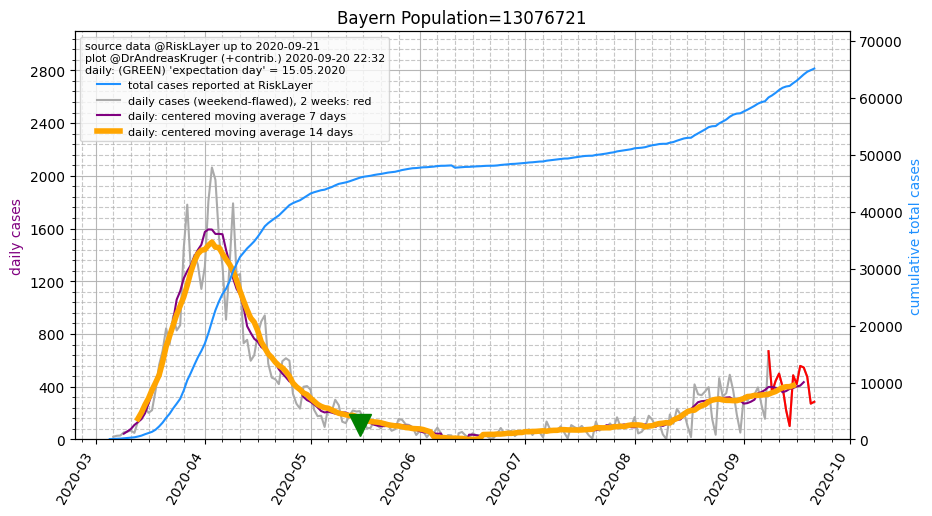 Bayern Population=13076721
source data @RiskLayer up to 2020-09-21
plot @DrAndreasKruger (+contrib.) 2020-09-20 22:32
daily: (GREEN) 'expectation day' = 15.05.2020
total cases reported at RiskLayer
daily cases (weekend-flawed), 2 weeks: red
daily: centered moving average 7 days
daily: centered moving average 14 days
daily cases
2800
2400
2000
1600
1200
800
400
0
70000
60000
50000
40000
30000
20000
10000
0
cumulative total cases
2020-03
2020-04
2020-05
2020-06
2020-07
2020-08
2020-09
2020-10